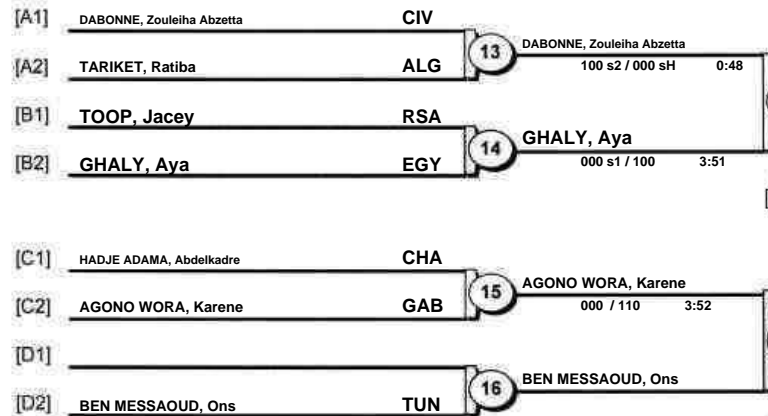 [A1] DABONNE, Zouleiha Abzetta CIV
13 DABONNE, Zouleiha Abzetta
[A2] TARIKET, Ratiba ALG
100 s2 / 000 sH 0:48
[B1] TOOP, Jacey RSA
14 GHALY, Aya
[B2] GHALY, Aya EGY
000 s1 / 100 3:51
[C1] HADJE ADAMA, Abdelkadre CHA
15 AGONO WORA, Karene
[C2] AGONO WORA, Karene GAB
000 / 110 3:52
[D1]
16 BEN MESSAOUD, Ons
[D2] BEN MESSAOUD, Ons TUN